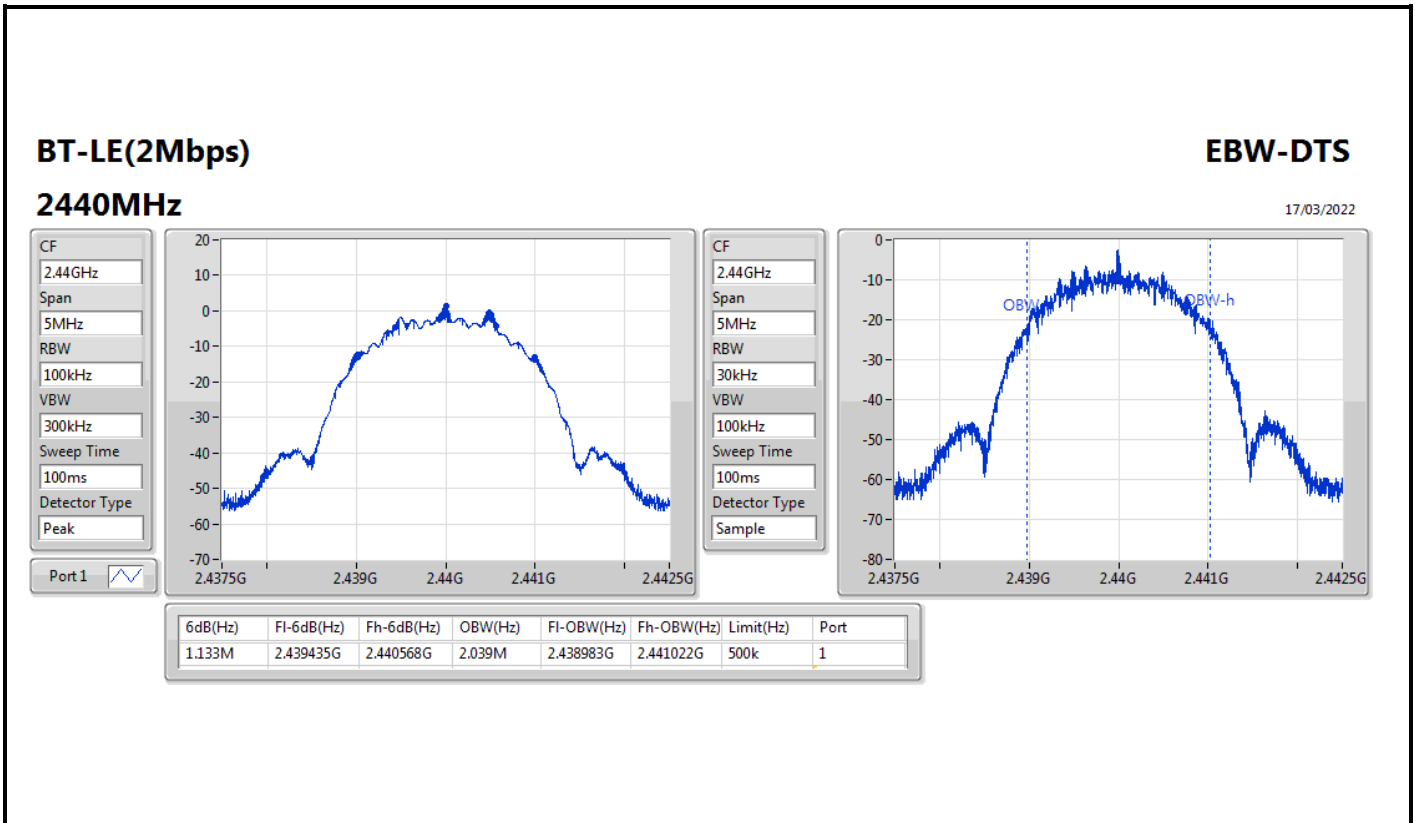 BT-LE(2Mbps)
EBW-DTS
2440MHz
17/03/2022
CF
2.44GHz
Span
5MHz
RBW
100kHz
VBW
300kHz
Sweep Time
100ms
Detector Type
Peak
Port 1
20
10
0
-10
-20
-30
-40
-50
-60
-70
2.4375G 2.439G 2.44G 2.441G 2.4425G
CF
2.44GHz
Span
5MHz
RBW
30kHz
VBW
100kHz
Sweep Time
100ms
Detector Type
Sample
0
-10
-20
-30
-40
-50
-60
-70
-80
OBW-h
2.4375G 2.439G 2.44G 2.441G 2.4425G
6dB(Hz) Fl-6dB(Hz) Fh-6dB(Hz) OBW(Hz) Fl-OBW(Hz) Fh-OBW(Hz) Limit(Hz) Port
1.133M 2.439435G 2.440568G 2.039M 2.438983G 2.441022G 500k 1